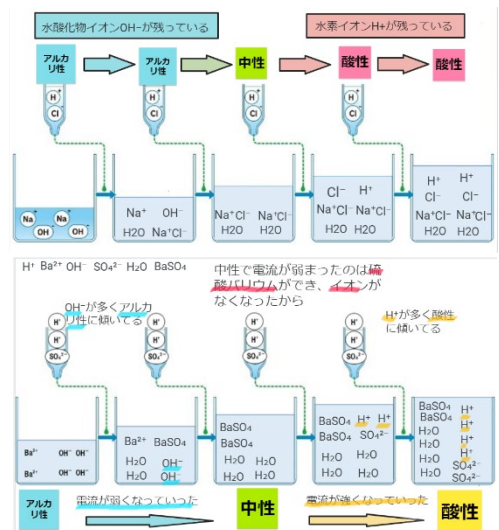 水酸化物イオンOH−が残っている
水素イオンH+が残っている
アルカリ性
アルカリ性
中性
酸性
酸性
H⁺
Cl
H⁺
Cl
H⁺
Cl
H⁺
Cl
Na⁺ Na⁺
OH⁻ OH⁻
Na⁺ OH⁻
H2O Na⁺Cl⁻
Na⁺Cl⁻ Na⁺Cl⁻
H2O H2O
Cl⁻ H⁺
Na⁺Cl⁻ Na⁺Cl⁻
H2O H2O
H⁺ H⁺
Cl⁻ Cl⁻
Na⁺Cl⁻ Na⁺Cl⁻
H2O H2O
H⁺ Ba²⁺ OH⁻ SO₄²⁻ H₂O BaSO₄
中性で電流が弱まったのは硫
酸バリウムができ、イオンが
なくなったから
OH⁻が多くアルカ
リ性に傾いてる
H⁺が多く酸性
に傾いてる
H⁺
H⁺
SO₄²⁻
H⁺
H⁺
SO₄²⁻
H⁺
H⁺
SO₄²⁻
H⁺
H⁺
SO₄²⁻
Ba²⁺ OH⁻ OH⁻
Ba²⁺ OH⁻ OH⁻
Ba²⁺ BaSO₄
H₂O OH⁻
H₂O OH⁻
BaSO₄
BaSO₄
H₂O H₂O
H₂O H₂O
BaSO₄ H⁺ H⁺
BaSO₄ SO₄²⁻
H₂O H₂O
H₂O H₂O
BaSO₄ H⁺
BaSO₄ H⁺
H₂O H⁺
H₂O H⁺
H₂O SO₄²⁻
H₂O SO₄²⁻
アルカリ性
電流が弱くなっていった
中性
電流が強くなっていった
酸性